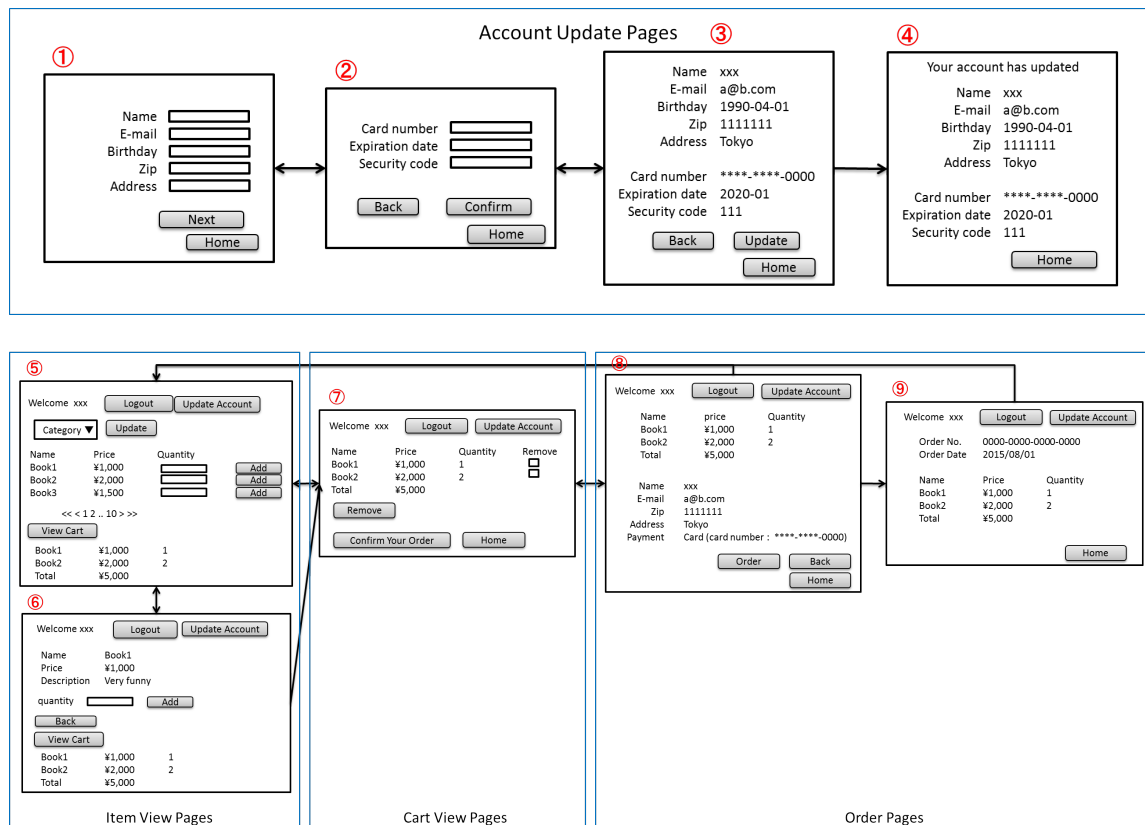 Account Update Pages
①
Name
E-mail
Birthday
Zip
Address
Next
Home
②
Card number
Expiration date
Security code
Back Confirm
Home
③
Name xxx
E-mail a@b.com
Birthday 1990-04-01
Zip 1111111
Address Tokyo
Card number ****-****-0000
Expiration date 2020-01
Security code 111
Back Update
Home
④
Your account has updated
Name xxx
E-mail a@b.com
Birthday 1990-04-01
Zip 1111111
Address Tokyo
Card number ****-****-0000
Expiration date 2020-01
Security code 111
Home
⑤
Welcome xxx Logout Update Account
Category ▼ Update
Name Price Quantity
Book1 ¥1,000 Add
Book2 ¥2,000 Add
Book3 ¥1,500 Add
<< < 1 2 .. 10 > >>
View Cart
Book1 ¥1,000 1
Book2 ¥2,000 2
Total ¥5,000
⑥
Welcome xxx Logout Update Account
Name Book1
Price ¥1,000
Description Very funny
quantity Add
Back
View Cart
Book1 ¥1,000 1
Book2 ¥2,000 2
Total ¥5,000
Item View Pages
⑦
Welcome xxx Logout Update Account
Name Price Quantity Remove
Book1 ¥1,000 1
Book2 ¥2,000 2
Total ¥5,000
Remove
Confirm Your Order Home
Cart View Pages
⑧
Welcome xxx Logout Update Account
Name price Quantity
Book1 ¥1,000 1
Book2 ¥2,000 2
Total ¥5,000
Name xxx
E-mail a@b.com
Zip 1111111
Address Tokyo
Payment Card (card number : ****-****-0000)
Order Back
Home
⑨
Welcome xxx Logout Update Account
Order No. 0000-0000-0000-0000
Order Date 2015/08/01
Name Price Quantity
Book1 ¥1,000 1
Book2 ¥2,000 2
Total ¥5,000
Home
Order Pages